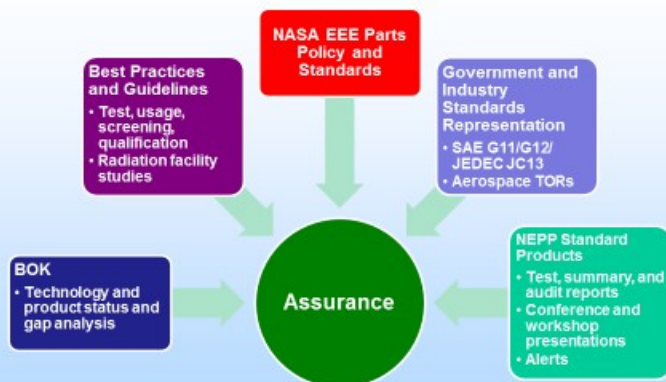 NASA EEE Parts
Policy and
Standards
Best Practices
and Guidelines
• Test, usage,
screening,
qualification
• Radiation facility
studies
Government and
Industry
Standards
Representation
• SAE G11/G12/
JEDEC JC13
• Aerospace TORs
BOK
• Technology and
product status and
gap analysis
Assurance
NEPP Standard
Products
• Test, summary, and
audit reports
• Conference and
workshop
presentations
• Alerts